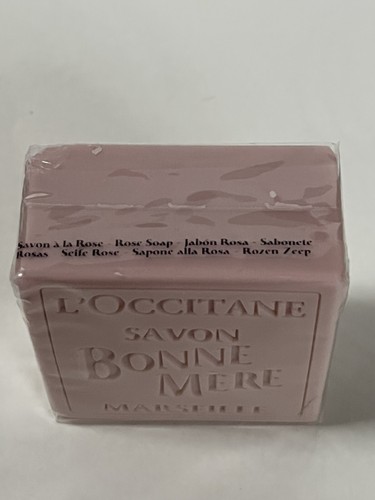 Savon à la Rose - Rose Soap - Jabón Rosa - Sabonete
Rosas - Seife Rose - Sapone alla Rosa - Rozen Zeep
L'OCCITANE
SAVON
BONNE
MERE
MARSEILLE